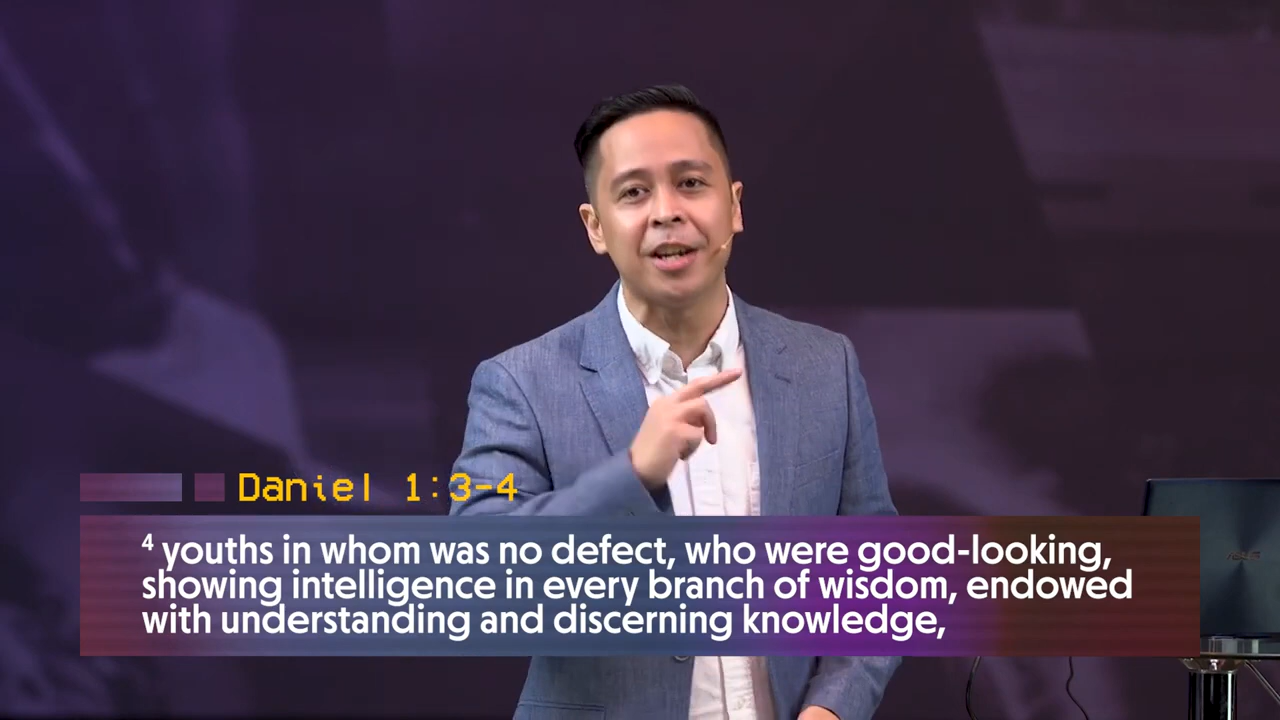 Daniel 1:3-4
4 youths in whom was no defect, who were good-looking,
showing intelligence in every branch of wisdom, endowed
with understanding and discerning knowledge,